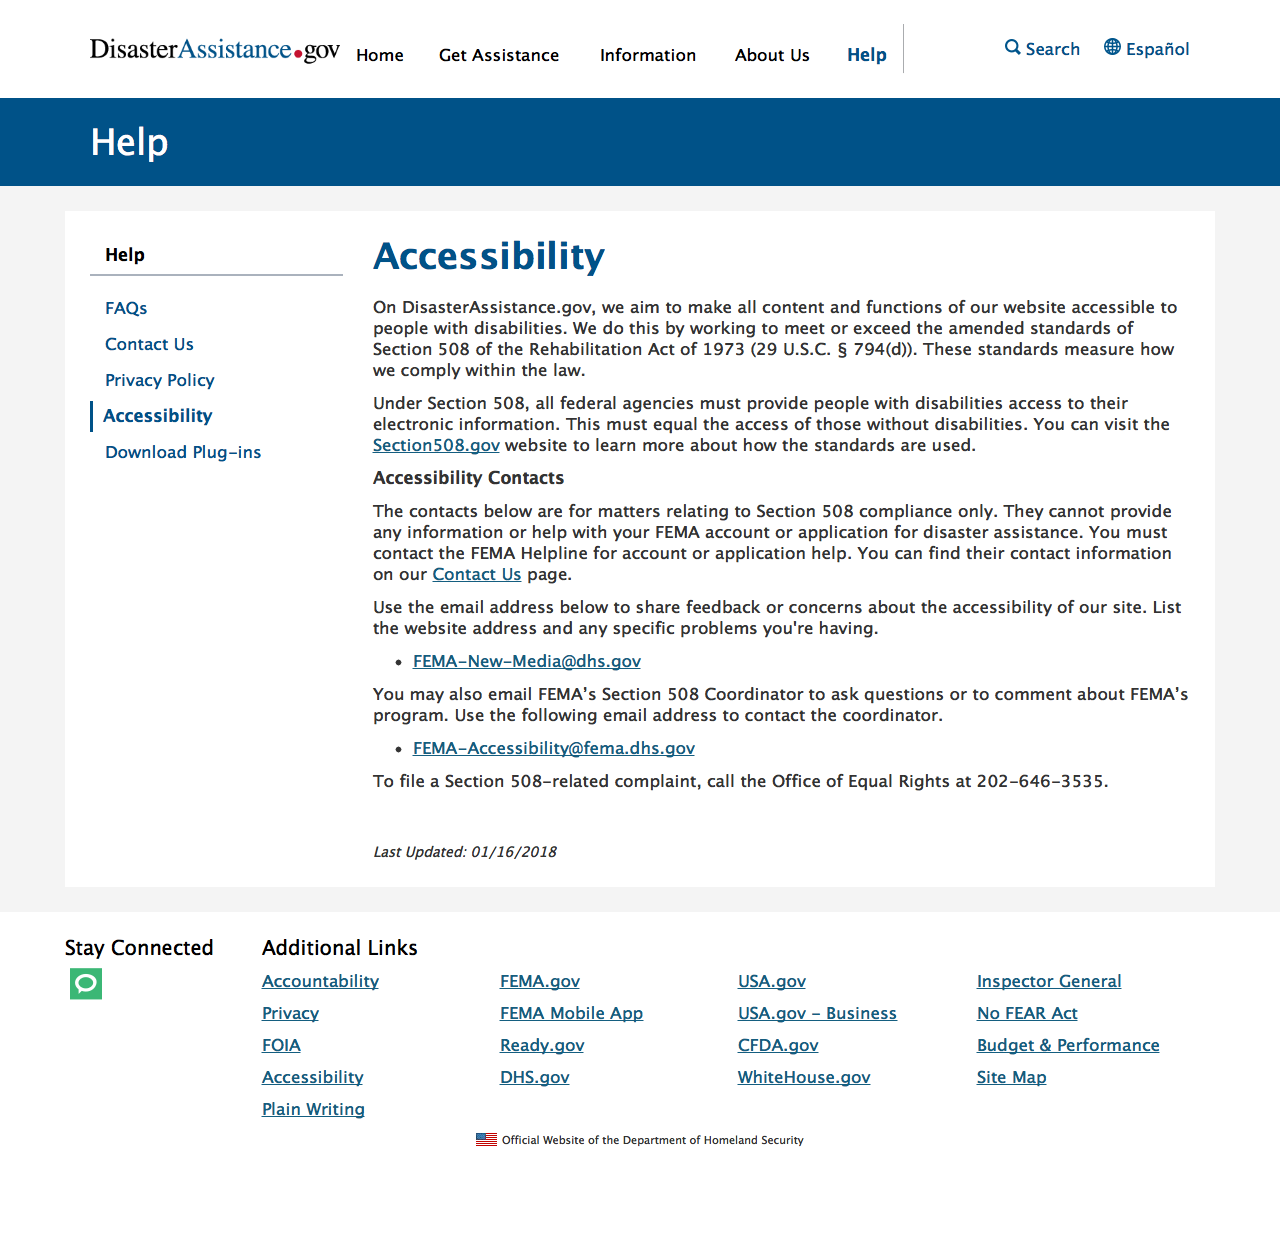 DisasterAssistance.gov
Home
Get Assistance
Information
About Us
Help
Search
Español
Help
Help
FAQs
Contact Us
Privacy Policy
Accessibility
Download Plug-ins
Accessibility
On DisasterAssistance.gov, we aim to make all content and functions of our website accessible to
people with disabilities. We do this by working to meet or exceed the amended standards of
Section 508 of the Rehabilitation Act of 1973 (29 U.S.C. § 794(d)). These standards measure how
we comply within the law.
Under Section 508, all federal agencies must provide people with disabilities access to their
electronic information. This must equal the access of those without disabilities. You can visit the
Section508.gov website to learn more about how the standards are used.
Accessibility Contacts
The contacts below are for matters relating to Section 508 compliance only. They cannot provide
any information or help with your FEMA account or application for disaster assistance. You must
contact the FEMA Helpline for account or application help. You can find their contact information
on our Contact Us page.
Use the email address below to share feedback or concerns about the accessibility of our site. List
the website address and any specific problems you're having.
• FEMA-New-Media@dhs.gov
You may also email FEMA’s Section 508 Coordinator to ask questions or to comment about FEMA’s
program. Use the following email address to contact the coordinator.
• FEMA-Accessibility@fema.dhs.gov
To file a Section 508-related complaint, call the Office of Equal Rights at 202-646-3535.
Last Updated: 01/16/2018
Stay Connected
Additional Links
Accountability
Privacy
FOIA
Accessibility
Plain Writing
FEMA.gov
FEMA Mobile App
Ready.gov
DHS.gov
USA.gov
USA.gov - Business
CFDA.gov
WhiteHouse.gov
Inspector General
No FEAR Act
Budget & Performance
Site Map
Official Website of the Department of Homeland Security